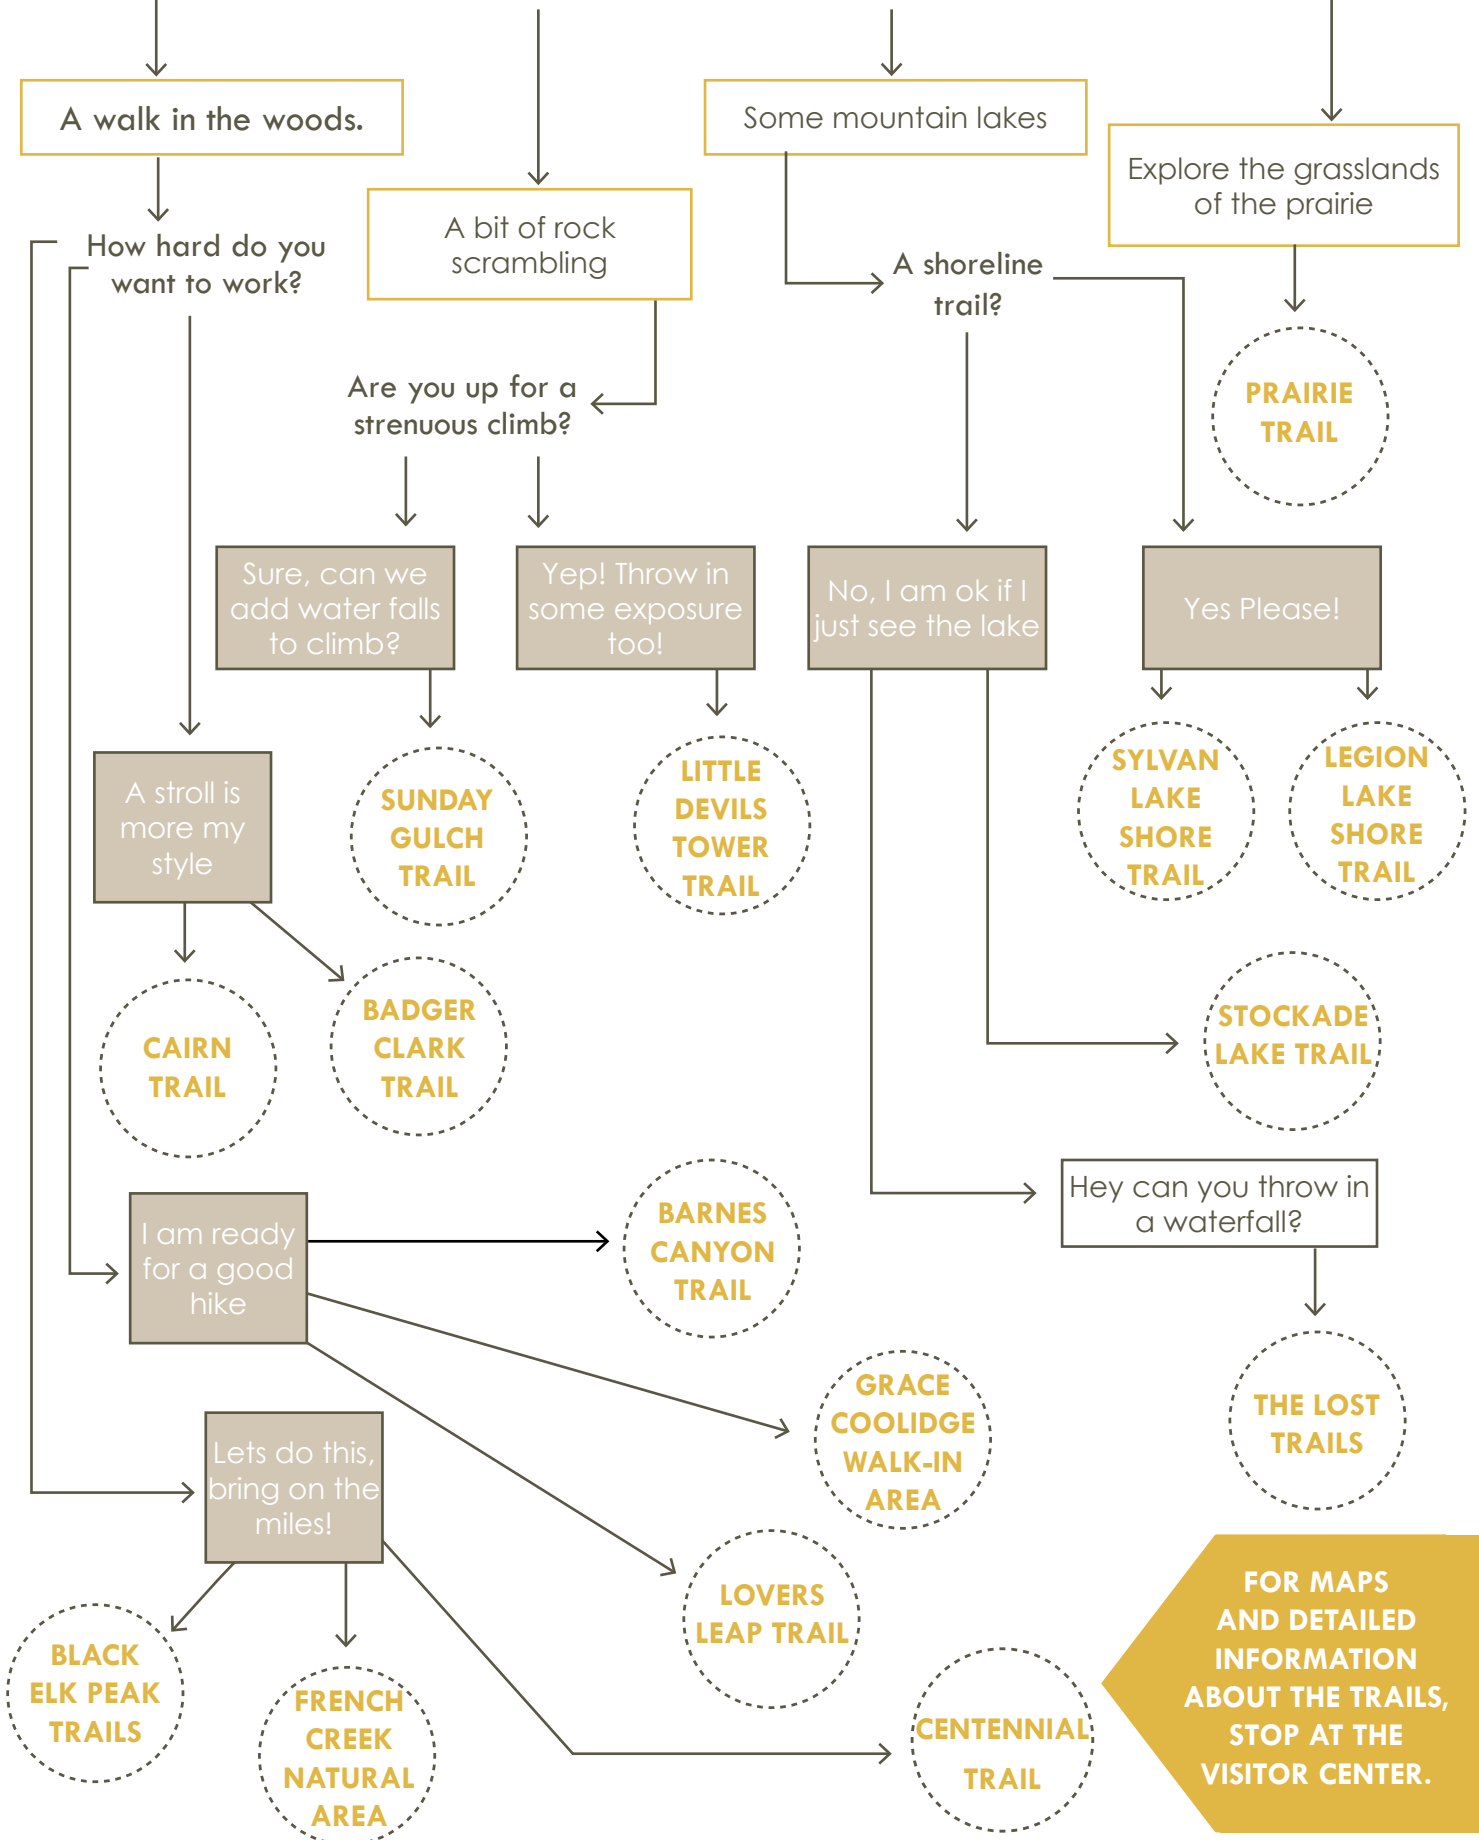 A walk in the woods.
Some mountain lakes
Explore the grasslands
of the prairie
A bit of rock
scrambling
How hard do you
want to work?
A shoreline
trail?
Are you up for a
strenuous climb?
PRAIRIE
TRAIL
Sure, can we
add water falls
to climb?
Yep! Throw in
some exposure
too!
No, I am ok if I
just see the lake
Yes Please!
A stroll is
more my
style
SUNDAY
GULCH
TRAIL
LITTLE
DEVILS
TOWER
TRAIL
SYLVAN
LAKE
SHORE
TRAIL
LEGION
LAKE
SHORE
TRAIL
CAIRN
TRAIL
BADGER
CLARK
TRAIL
STOCKADE
LAKE TRAIL
Hey can you throw in
a waterfall?
I am ready
for a good
hike
BARNES
CANYON
TRAIL
GRACE
COOLIDGE
WALK-IN
AREA
THE LOST
TRAILS
Lets do this,
bring on the
miles!
LOVERS
LEAP TRAIL
BLACK
ELK PEAK
TRAILS
FRENCH
CREEK
NATURAL
AREA
CENTENNIAL
TRAIL
FOR MAPS
AND DETAILED
INFORMATION
ABOUT THE TRAILS,
STOP AT THE
VISITOR CENTER.